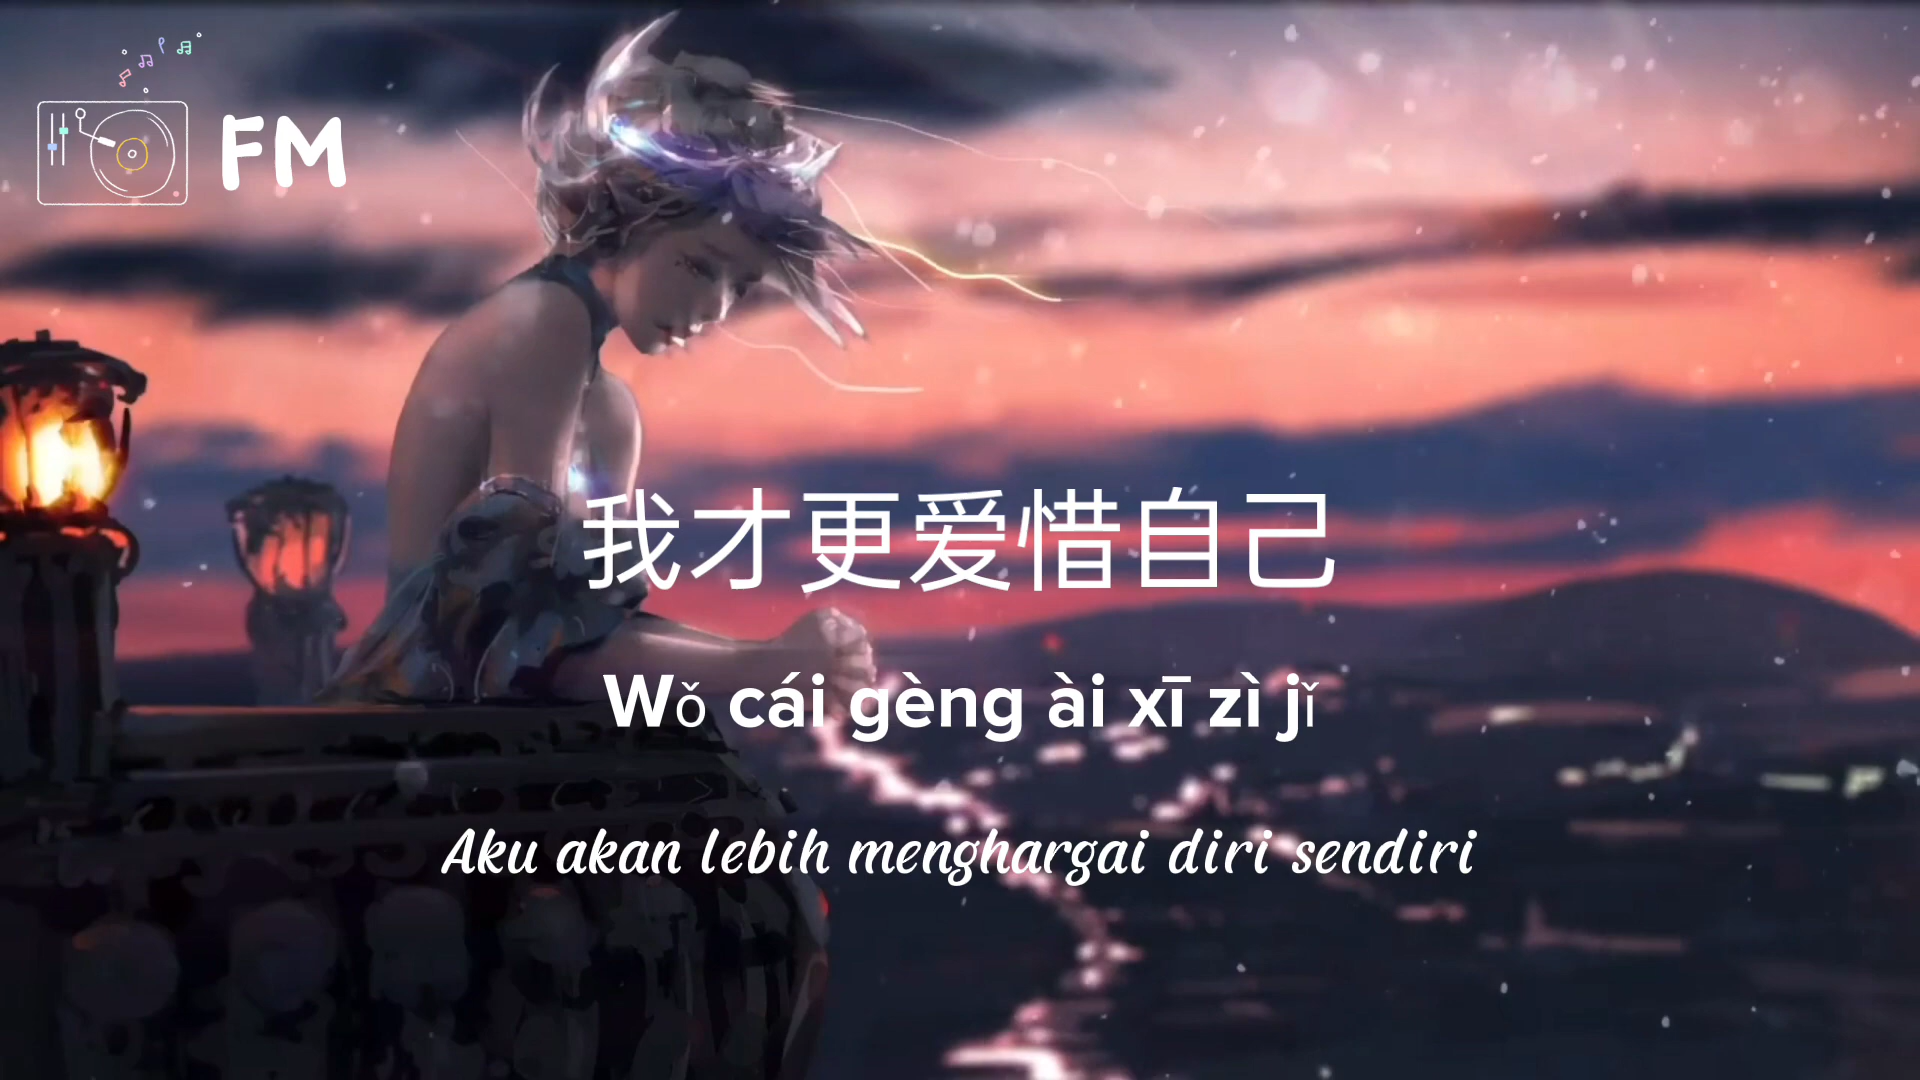 FM
我才更爱惜自己
Wǒ cái gèng ài xī zì jǐ
Aku akan lebih menghargai diri sendiri